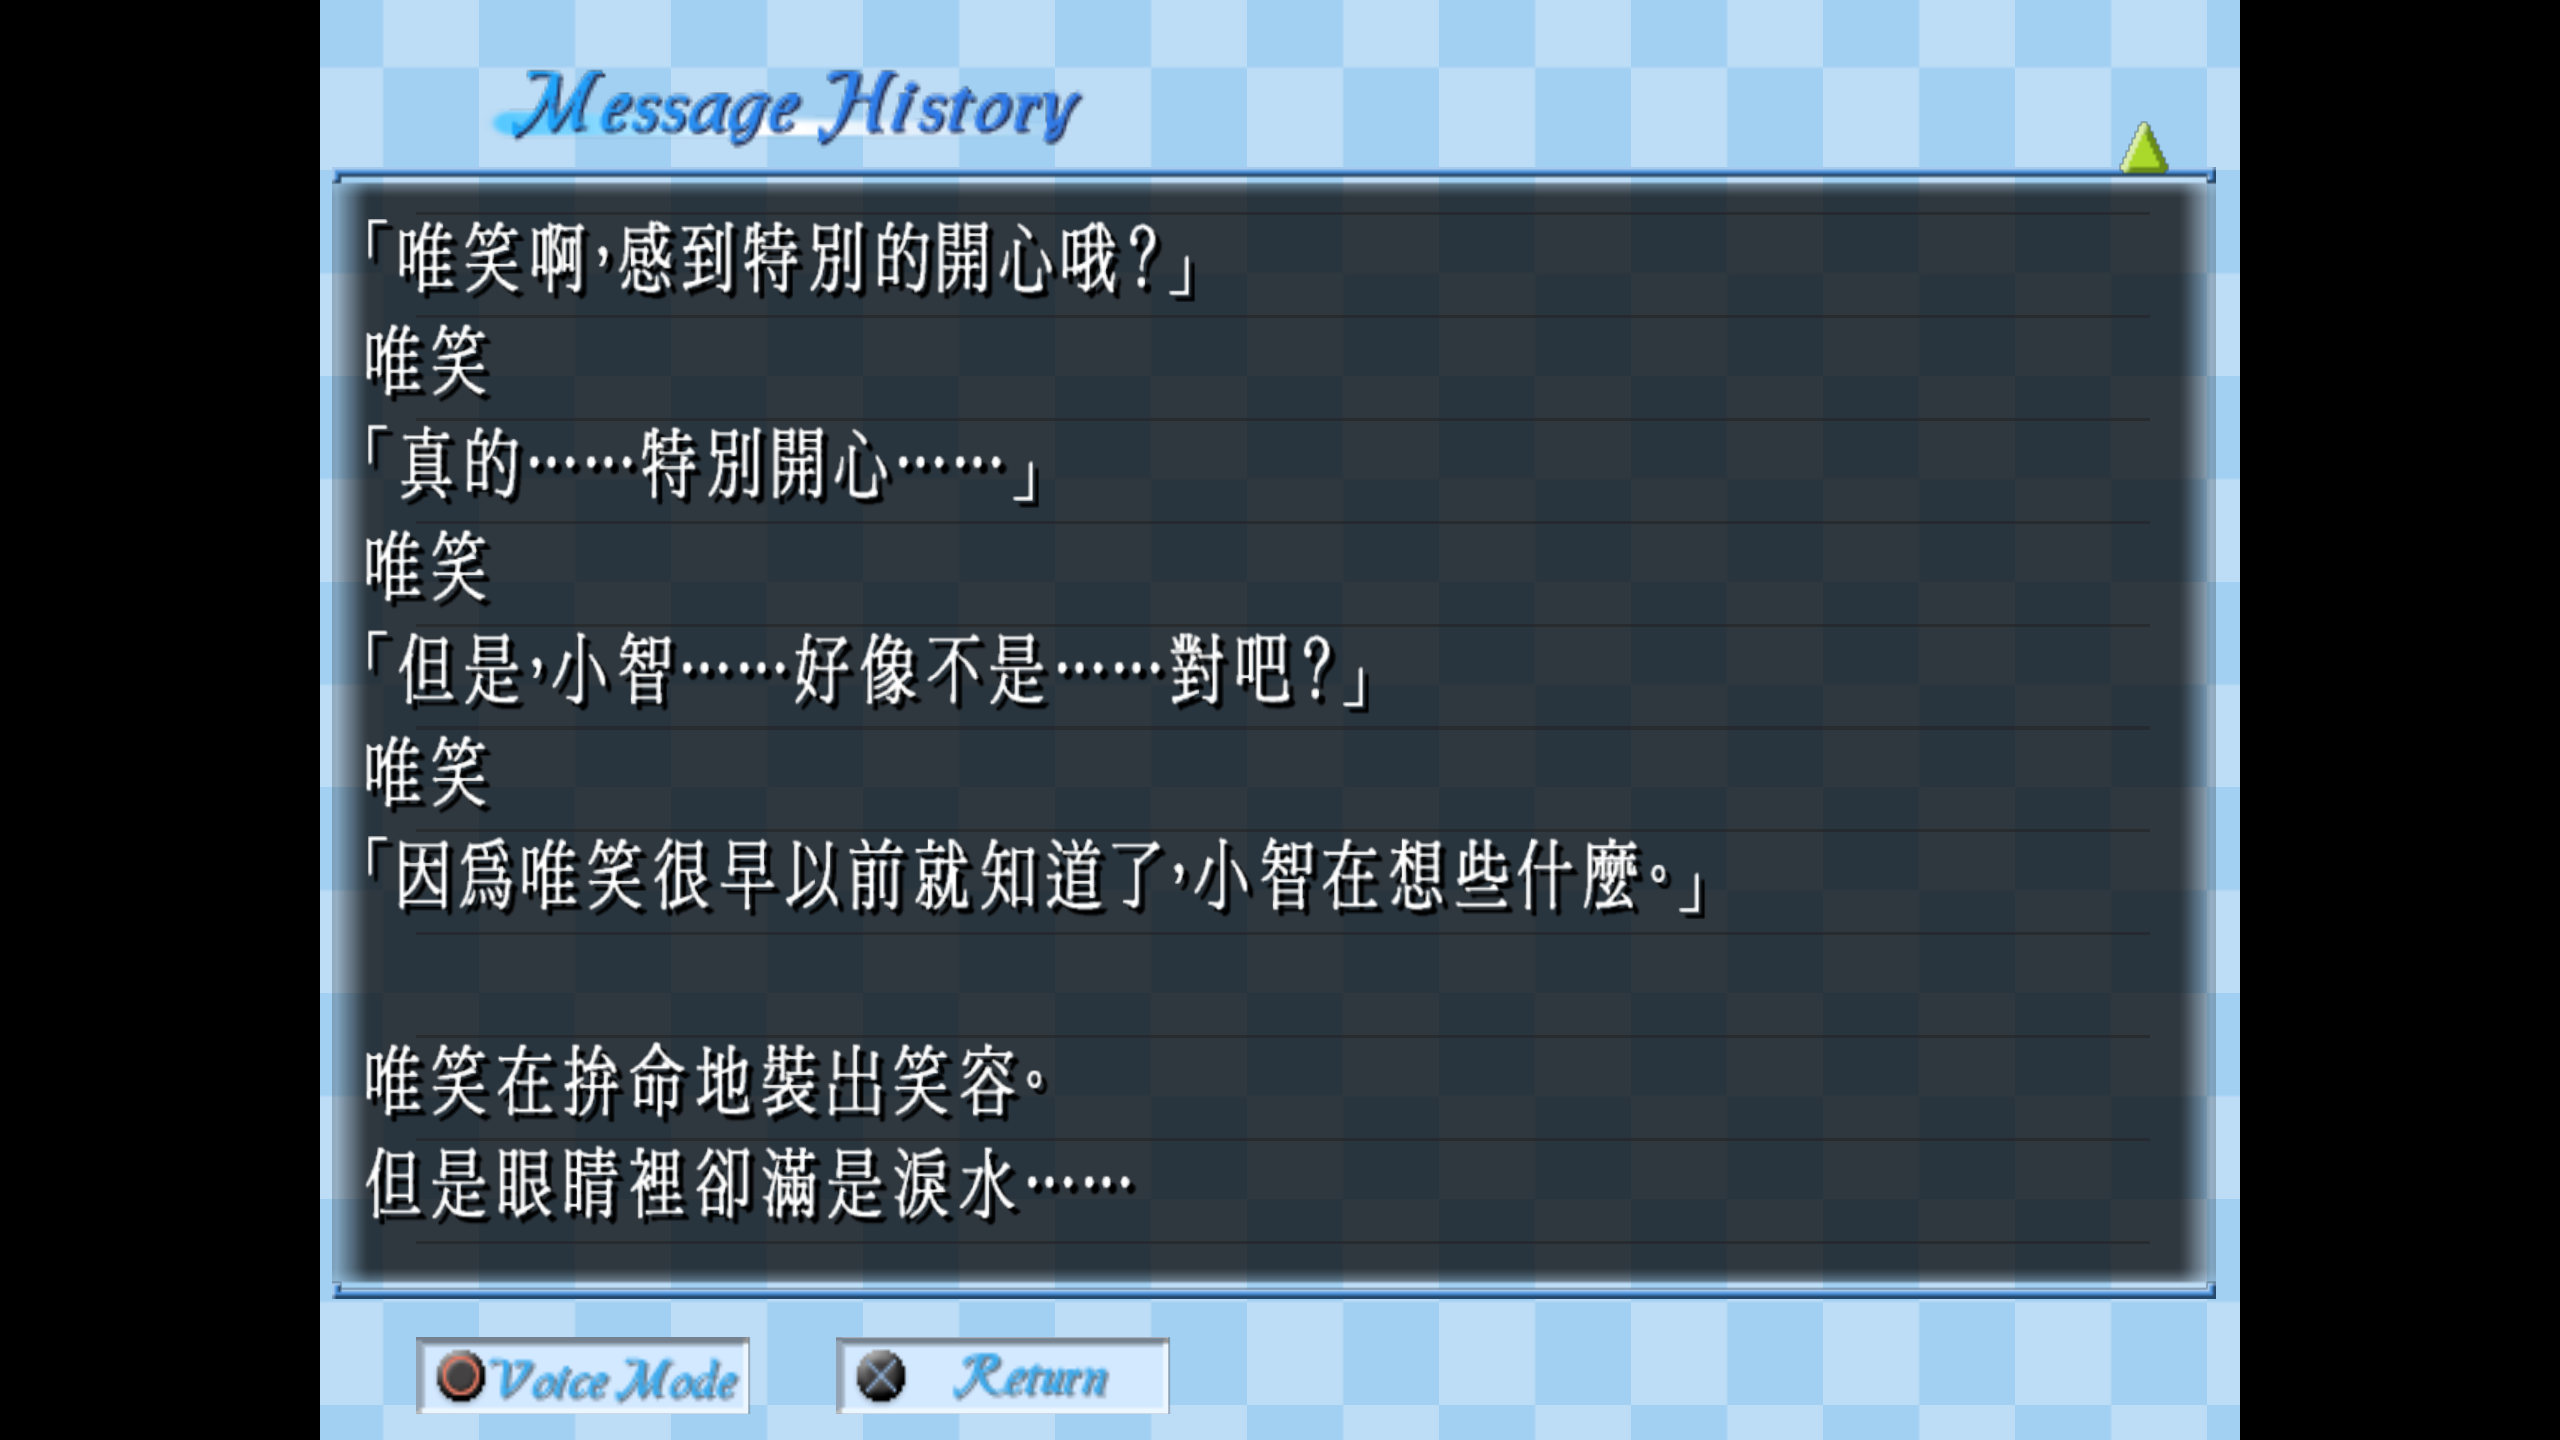 Message History
「唯笑啊,感到特別的開心哦?」
唯笑
「真的……特別開心……」
唯笑
「但是,小智……好像不是……對吧?」
唯笑
「因爲唯笑很早以前就知道了,小智在想些什麼。」
唯笑在拚命地裝出笑容。
但是眼睛裡卻滿是淚水……
Voice Mode
Return